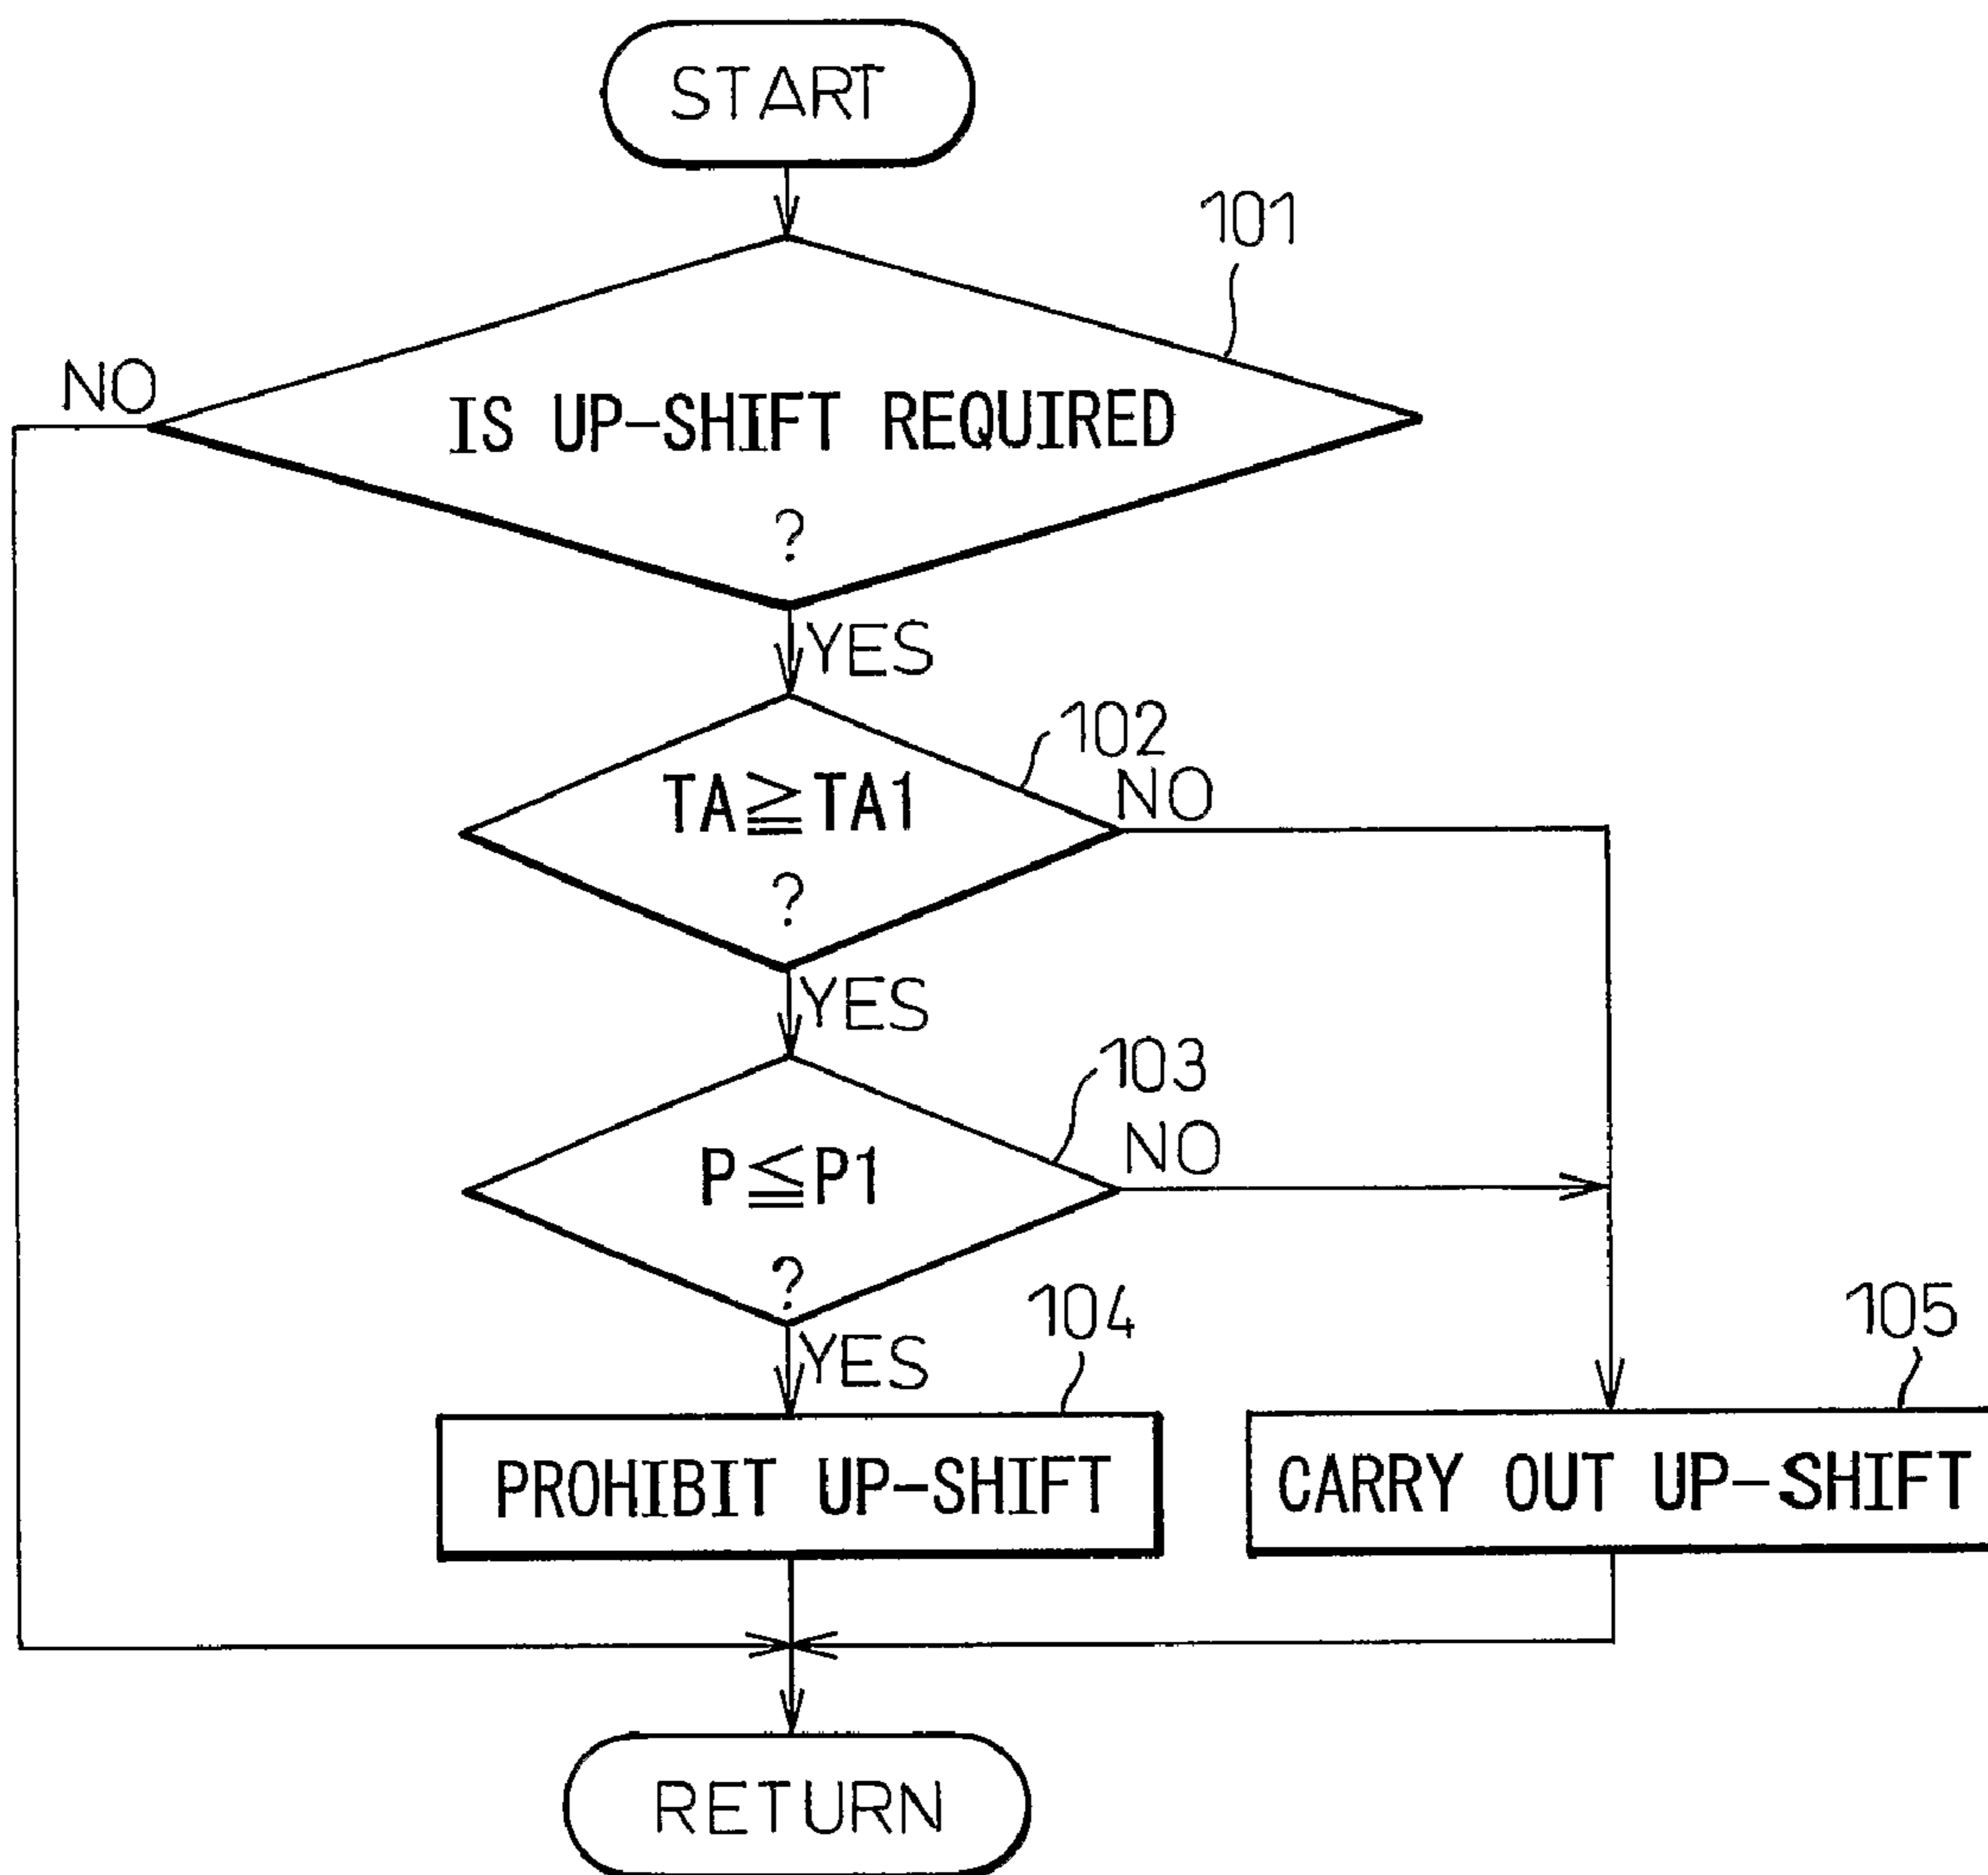 START
101
NO
IS UP-SHIFT REQUIRED
?
YES
102
TA≧TA1
NO
?
YES
103
P≦P1
NO
?
YES
104
105
PROHIBIT UP-SHIFT
CARRY OUT UP-SHIFT
RETURN